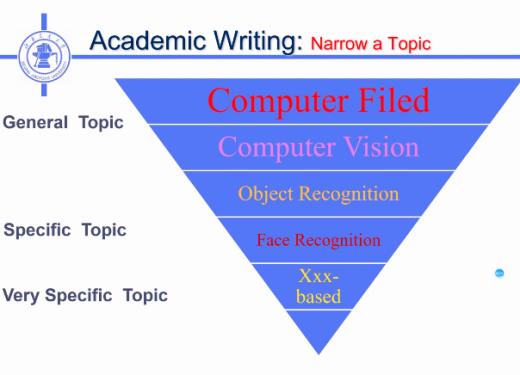 Academic Writing: Narrow a Topic
Computer Filed
General Topic
Computer Vision
Object Recognition
Specific Topic
Face Recognition
Xxx-
based
Very Specific Topic